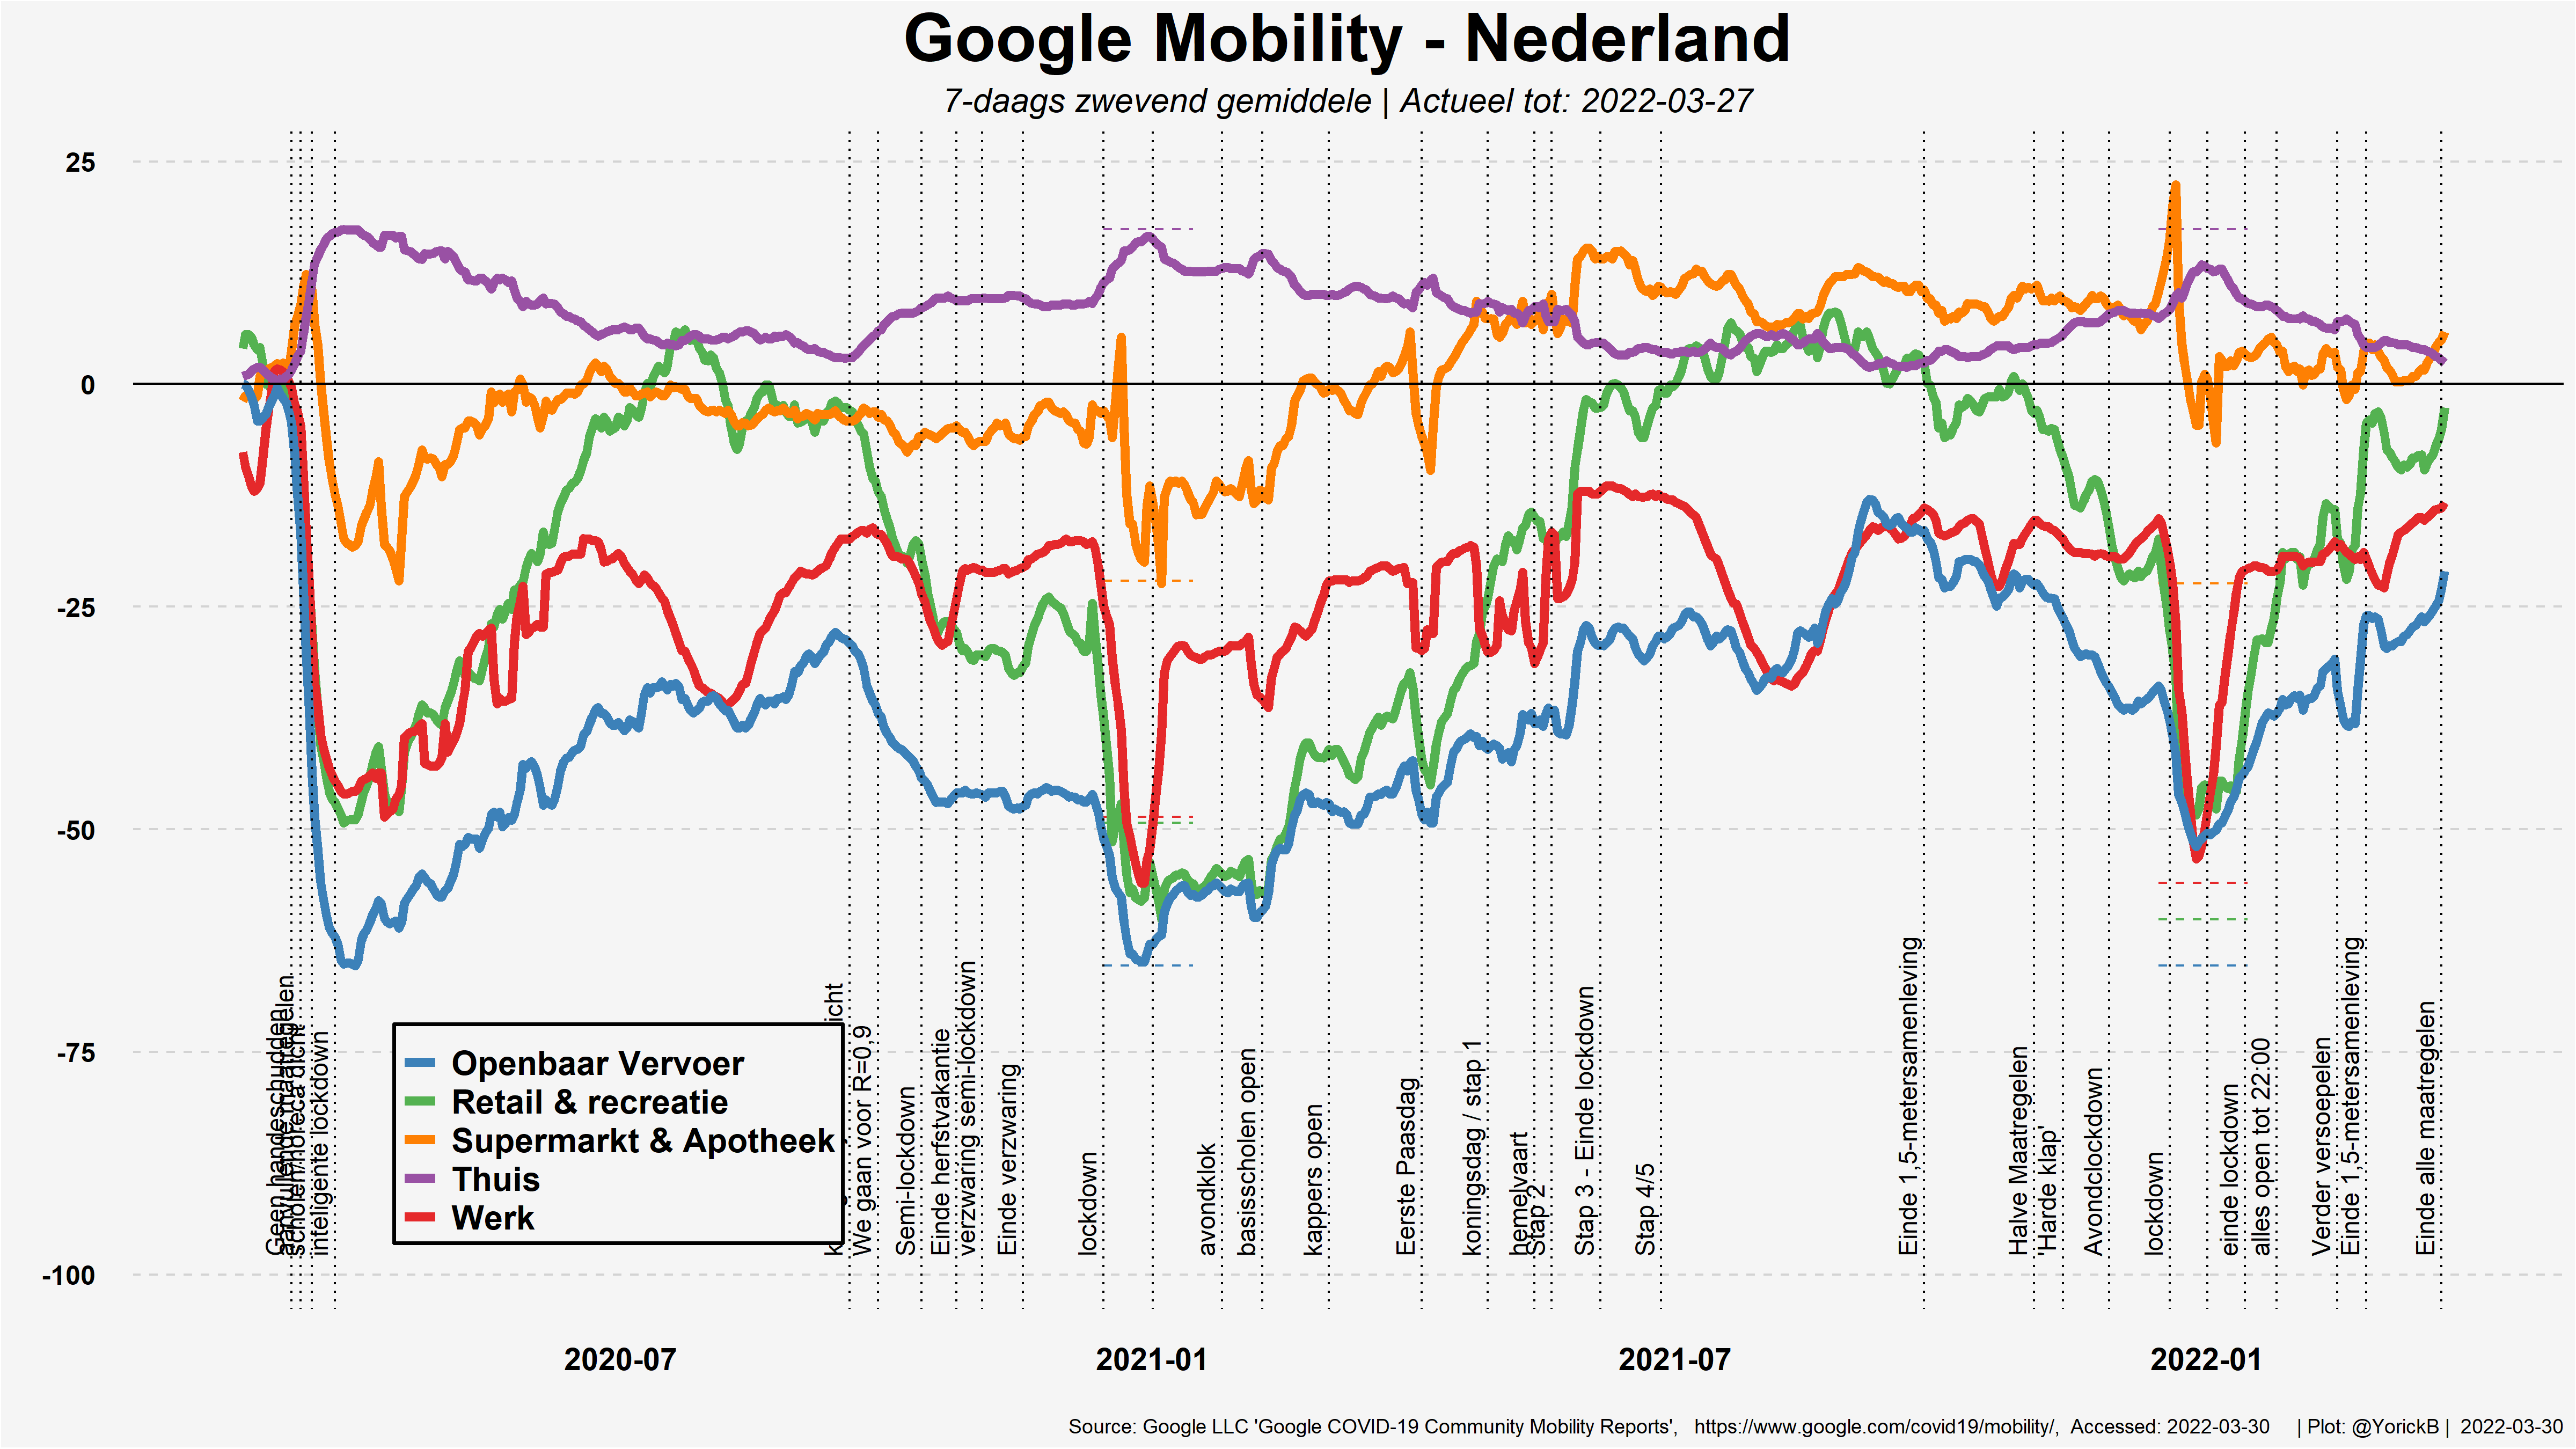 Google Mobility - Nederland
7-daags zwevend gemiddele | Actueel tot: 2022-03-27
25
0
-25
-50
-75
-100
Geen handeschudden
scholen/horeca dicht
inteligente lockdown
We gaan voor R=0,9
Semi-lockdown
Einde herfstvakantie
verzwaring semi-lockdown
Einde verzwaring
lockdown
avondklok
basisscholen open
kappers open
Eerste Paasdag
koningsdag / stap 1
hemelvaart
Stap 2
Stap 3 - Einde lockdown
Stap 4/5
Einde 1,5-metersamenleving
Halve Maatregelen
'Harde klap'
Avondclockdown
lockdown
einde lockdown
alles open tot 22:00
Verder versoepelen
Einde 1,5-metersamenleving
Einde alle maatregelen
Openbaar Vervoer
Retail & recreatie
Supermarkt & Apotheek
Thuis
Werk
2020-07
2021-01
2021-07
2022-01
Source: Google LLC 'Google COVID-19 Community Mobility Reports', https://www.google.com/covid19/mobility/, Accessed: 2022-03-30 | Plot: @YorickB | 2022-03-30